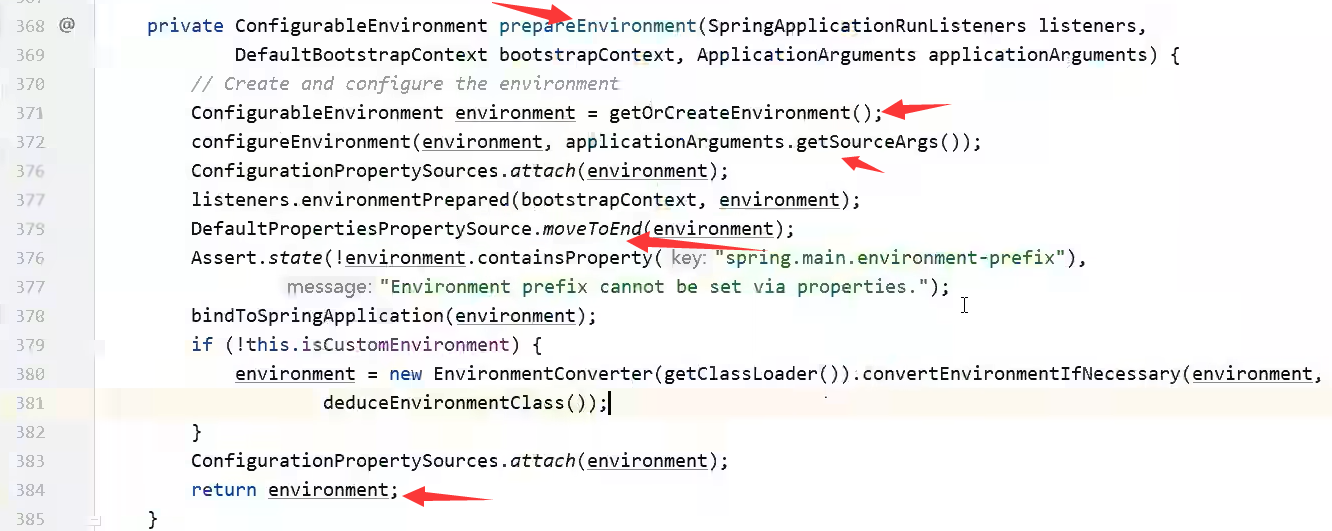 368 @ private ConfigurableEnvironment prepareEnvironment(SpringApplicationRunListeners listeners,
369 DefaultBootstrapContext bootstrapContext, ApplicationArguments applicationArguments) {
370 // Create and configure the environment
371 ConfigurableEnvironment environment = getOrCreateEnvironment();
372 configureEnvironment(environment, applicationArguments.getSourceArgs());
376 ConfigurationPropertySources.attach(environment);
377 listeners.environmentPrepared(bootstrapContext, environment);
379 DefaultPropertiesPropertySource.moveToEnd(environment);
376 Assert.state(!environment.containsProperty( key: "spring.main.environment-prefix"),
377 message: "Environment prefix cannot be set via properties.");
370 bindToSpringApplication(environment);
379 if (!this.isCustomEnvironment) {
380 environment = new EnvironmentConverter(getClassLoader()).convertEnvironmentIfNecessary(environment,
381 deduceEnvironmentClass());
382 }
383 ConfigurationPropertySources.attach(environment);
384 return environment;
385 }